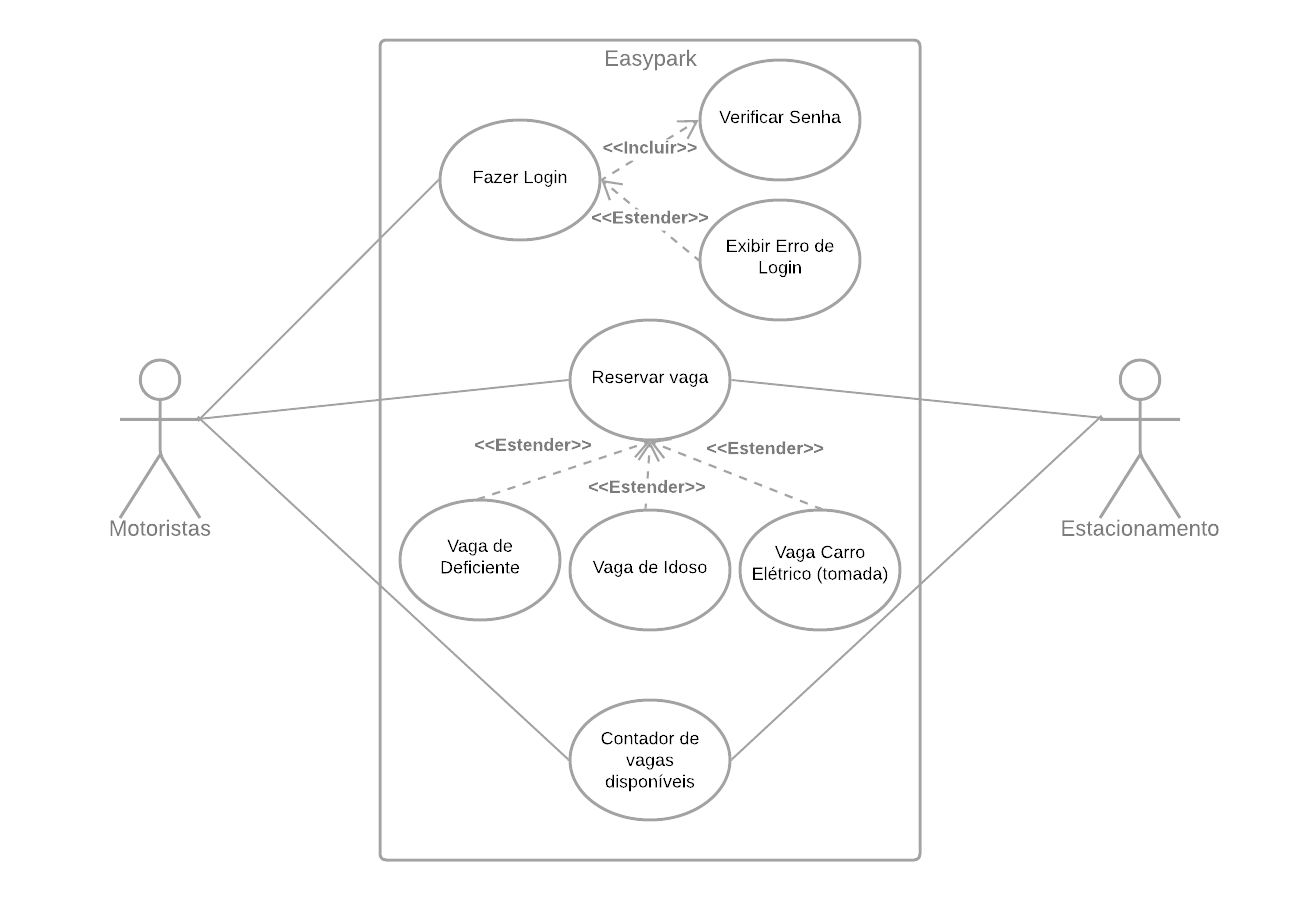 Easypark
Verificar Senha
<<Incluir>>
Fazer Login
<<Estender>>
Exibir Erro de
Login
Reservar vaga
<<Estender>>
<<Estender>>
<<Estender>>
Motoristas
Estacionamento
Vaga de
Deficiente
Vaga de Idoso
Vaga Carro
Elétrico (tomada)
Contador de
vagas
disponíveis